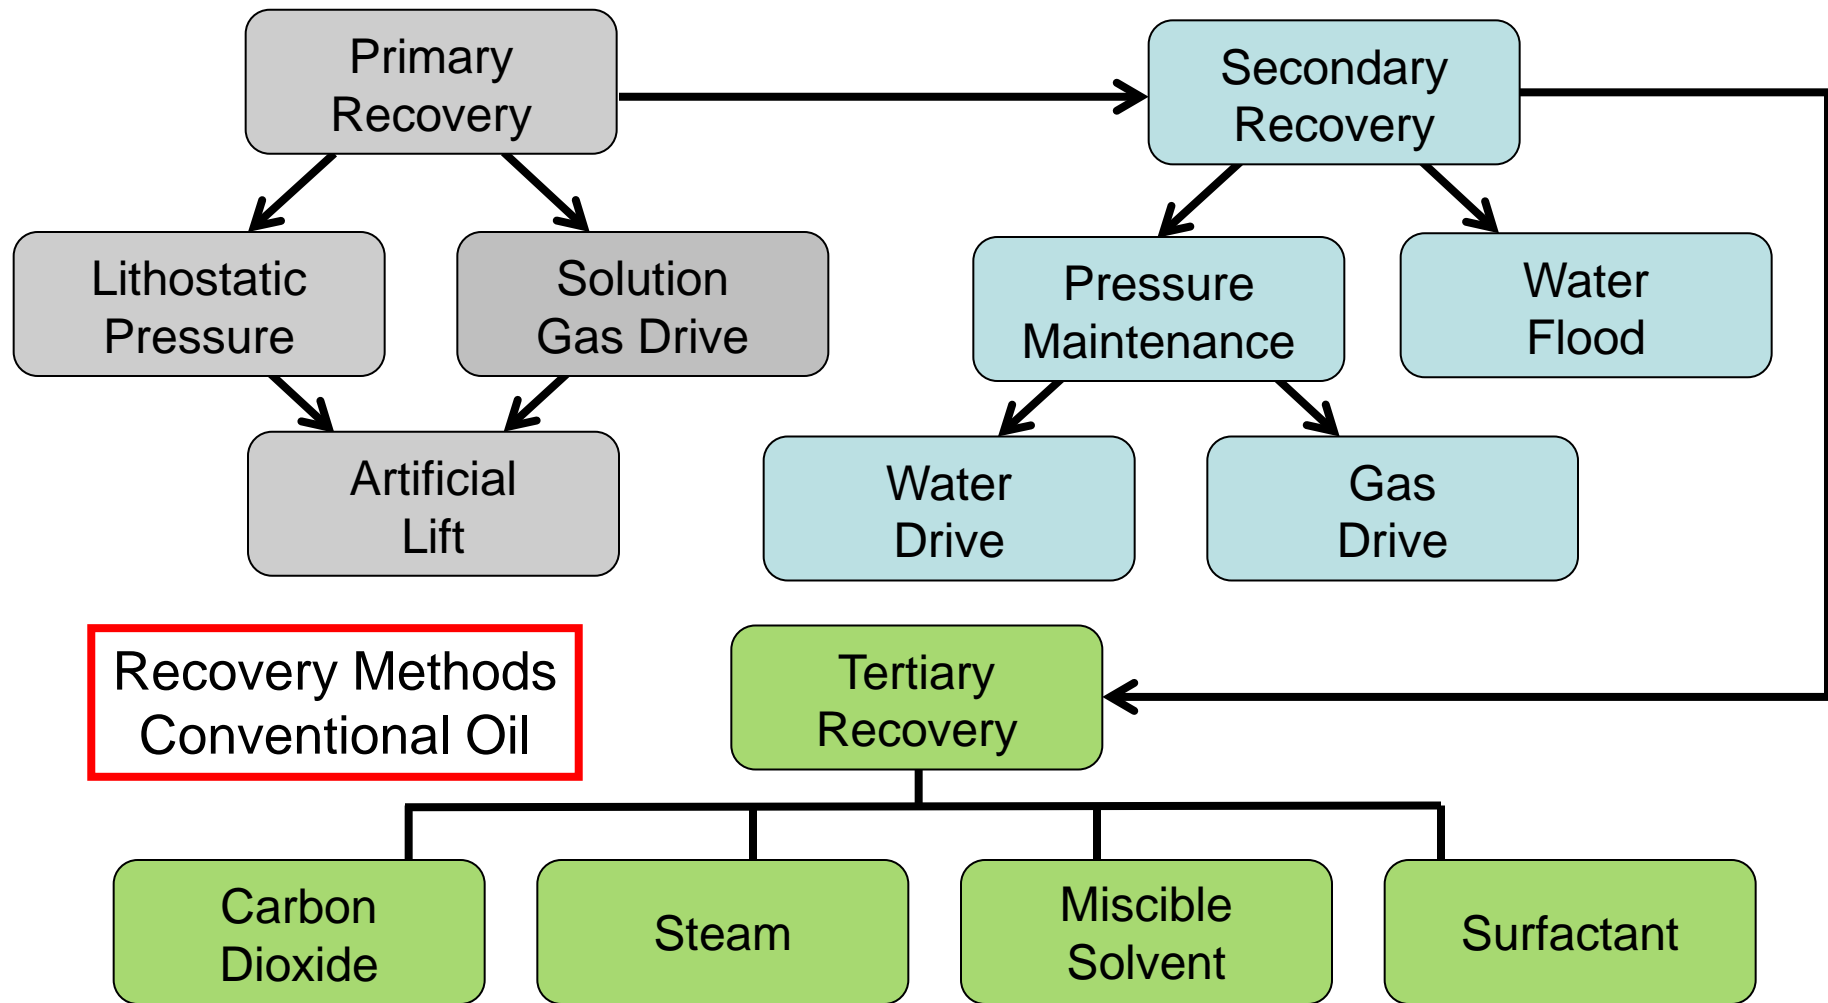 Primary
Recovery
Secondary
Recovery
Lithostatic
Pressure
Solution
Gas Drive
Pressure
Maintenance
Water
Flood
Artificial
Lift
Water
Drive
Gas
Drive
Recovery Methods
Conventional Oil
Tertiary
Recovery
Carbon
Dioxide
Steam
Miscible
Solvent
Surfactant